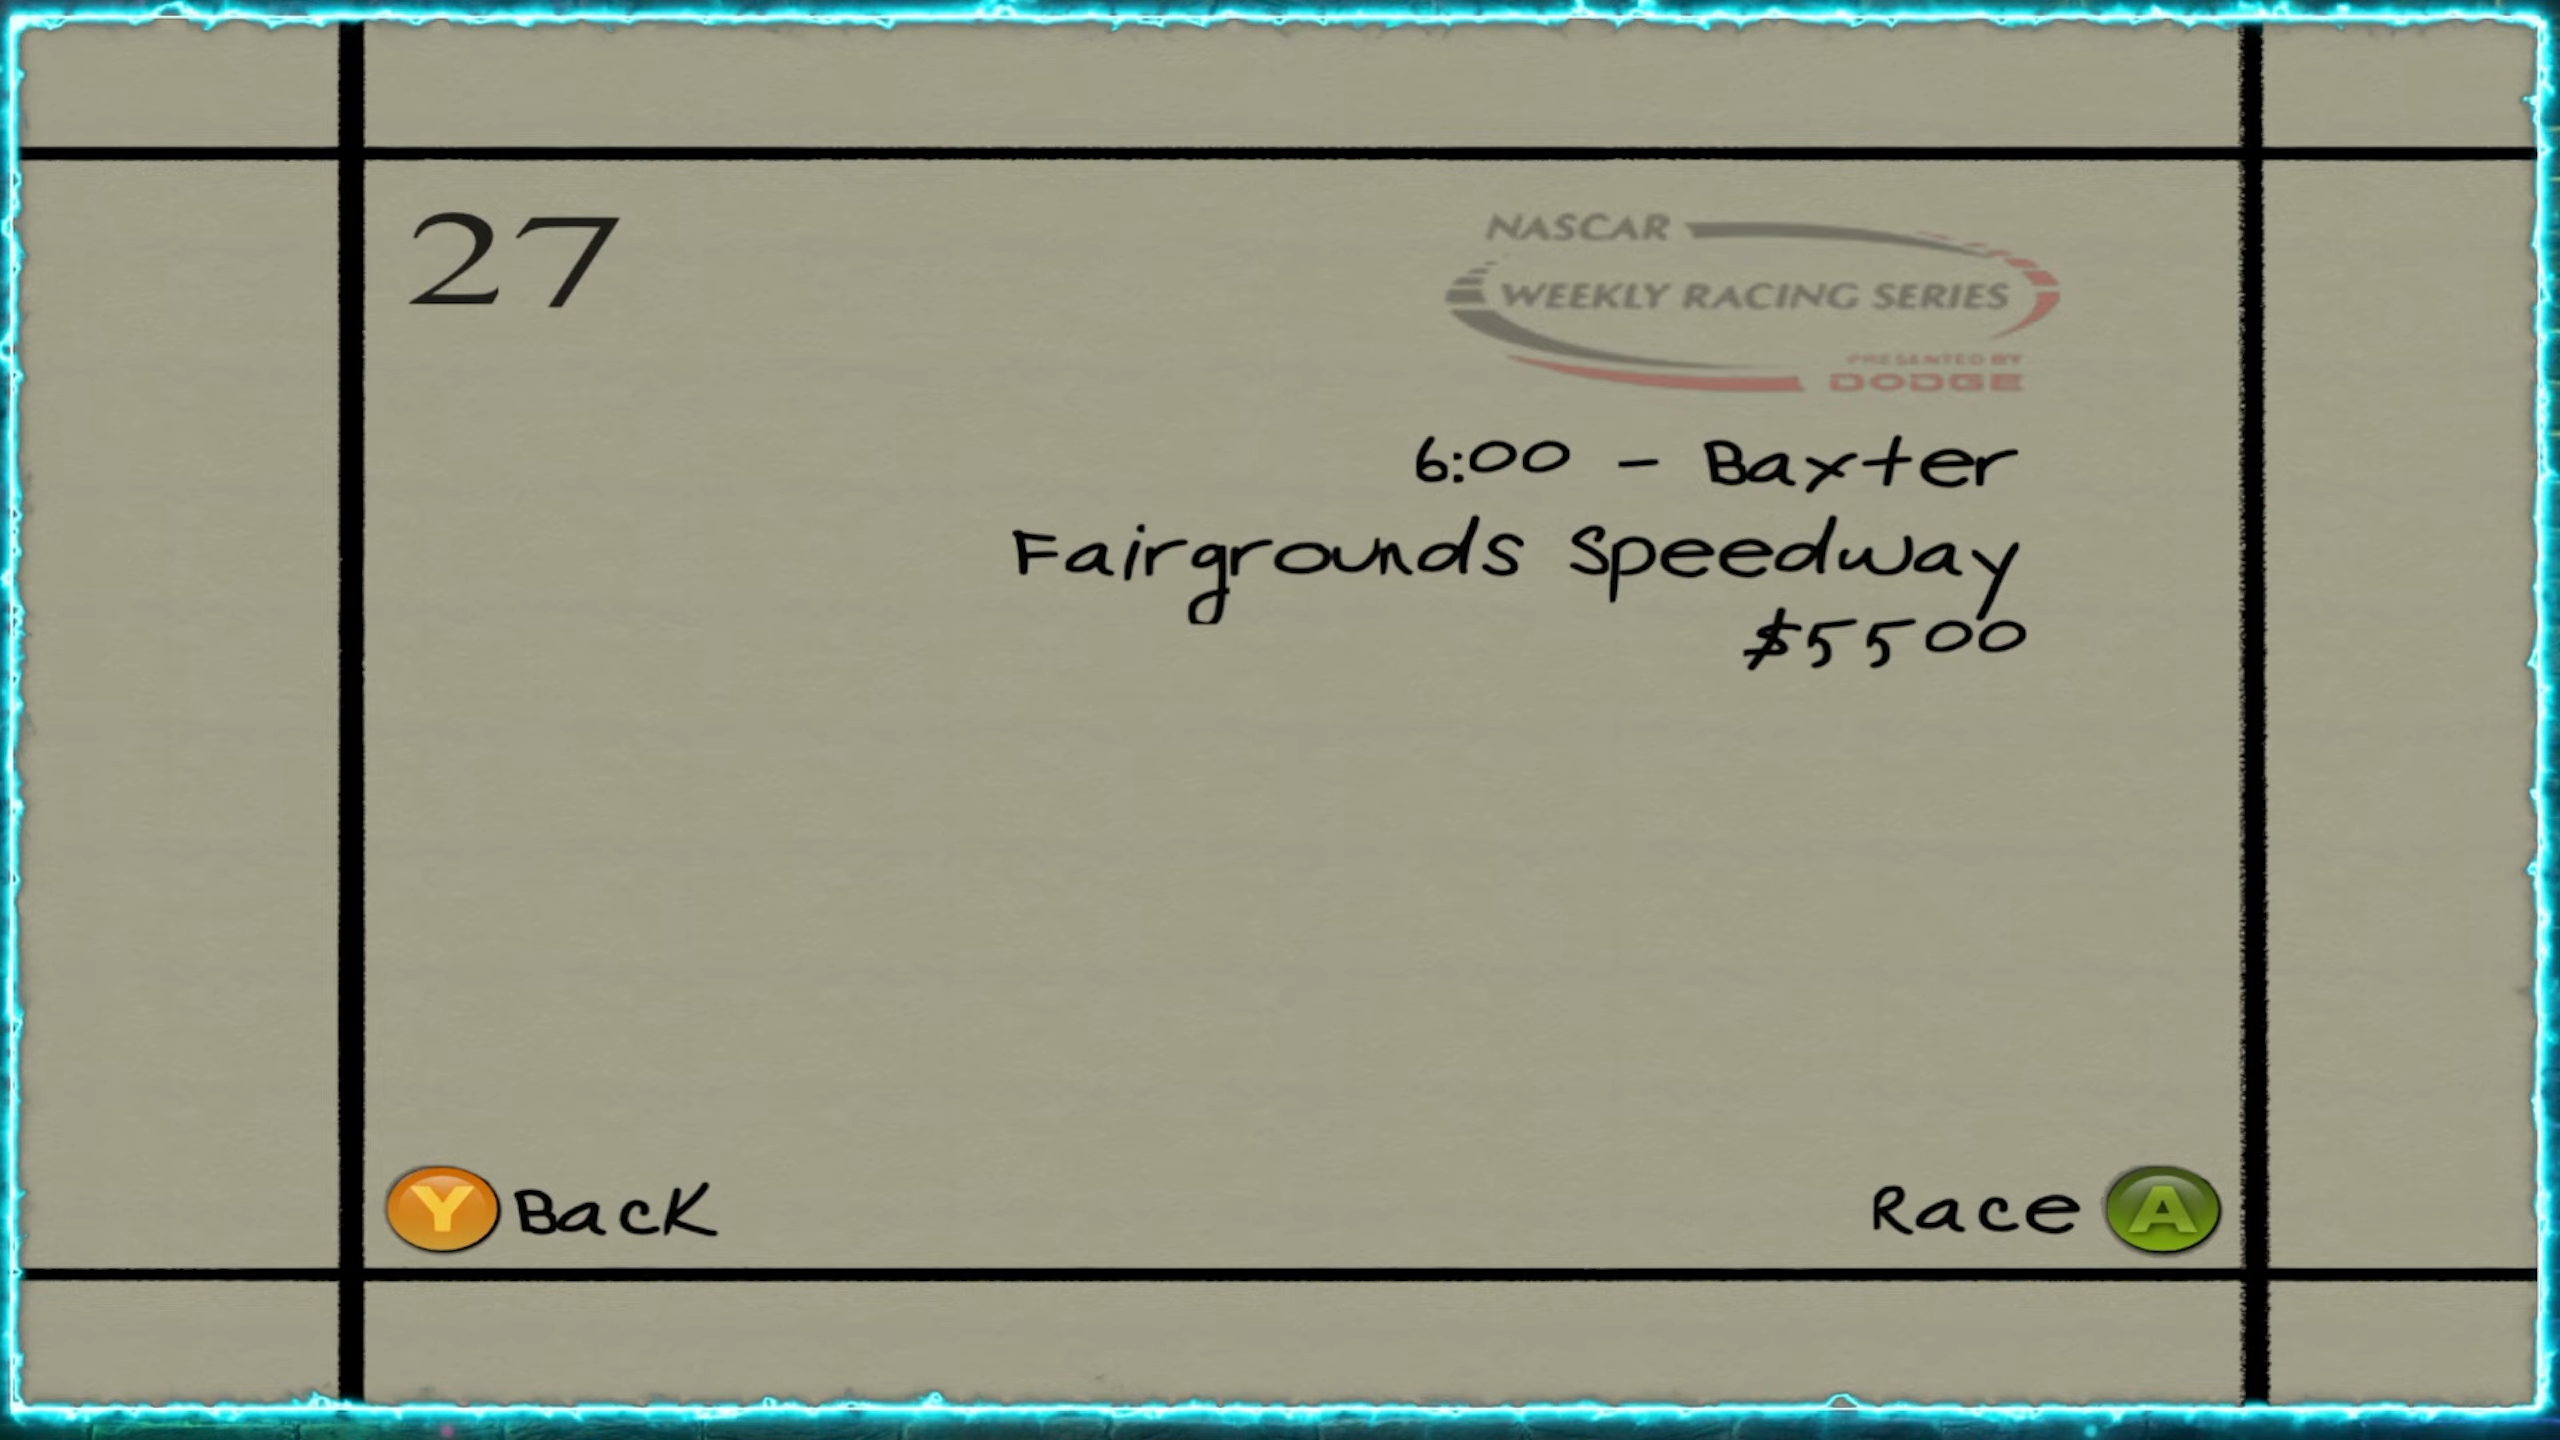 27
NASCAR
WEEKLY RACING SERIES
PRESENTED BY
DODGE
6:00 - Baxter
Fairgrounds Speedway
$5500
Y Back
Race A